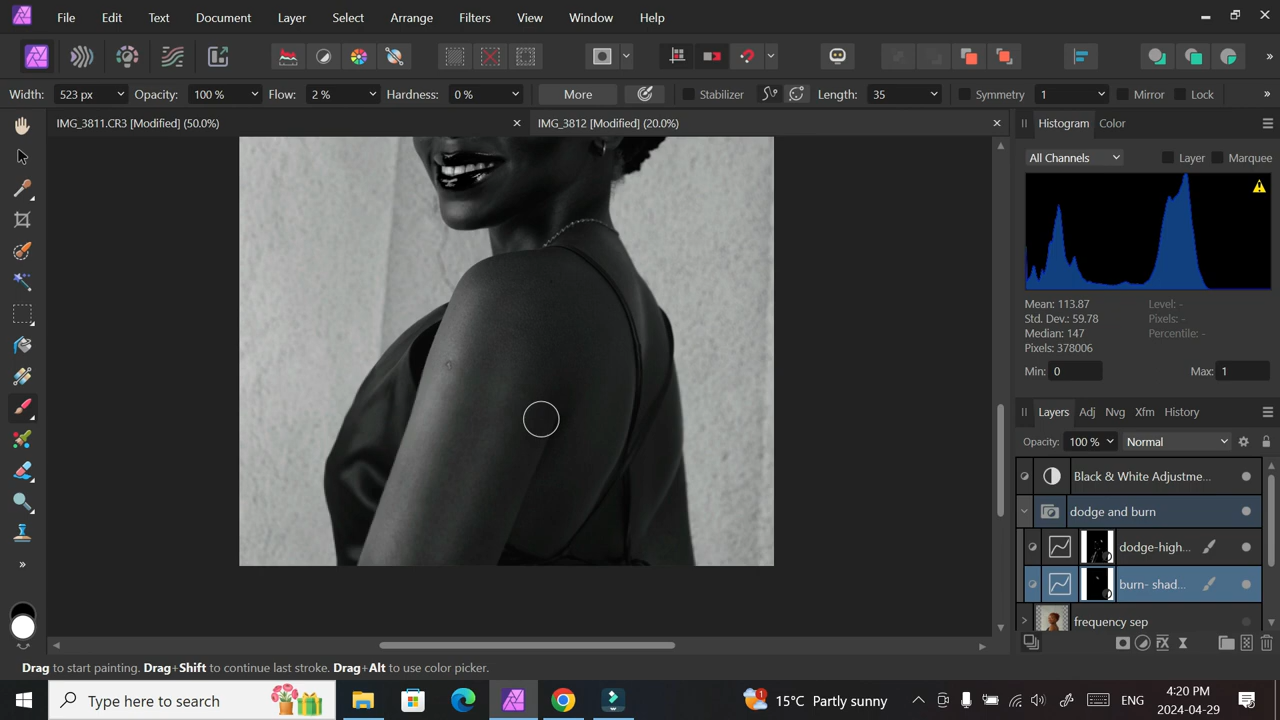 File Edit Text Document Layer Select Arrange Filters View Window Help
Width: 523 px Opacity: 100 % Flow: 2 % Hardness: 0 % More Stabilizer Length: 35 Symmetry 1 Mirror Lock
IMG_3811.CR3 [Modified] (50.0%)
IMG_3812 [Modified] (20.0%)
Histogram Color
All Channels Layer Marquee
Mean: 113.87 Level: -
Std. Dev.: 59.78 Pixels: -
Median: 147 Percentile: -
Pixels: 378006
Min: 0 Max: 1
Layers Adj Nvg Xfm History
Opacity: 100 % Normal
Black & White Adjustme...
dodge and burn
dodge-high...
burn- shad...
frequency sep
Drag to start painting. Drag+Shift to continue last stroke. Drag+Alt to use color picker.
Type here to search
1
15°C Partly sunny
ENG
4:20 PM
2024-04-29